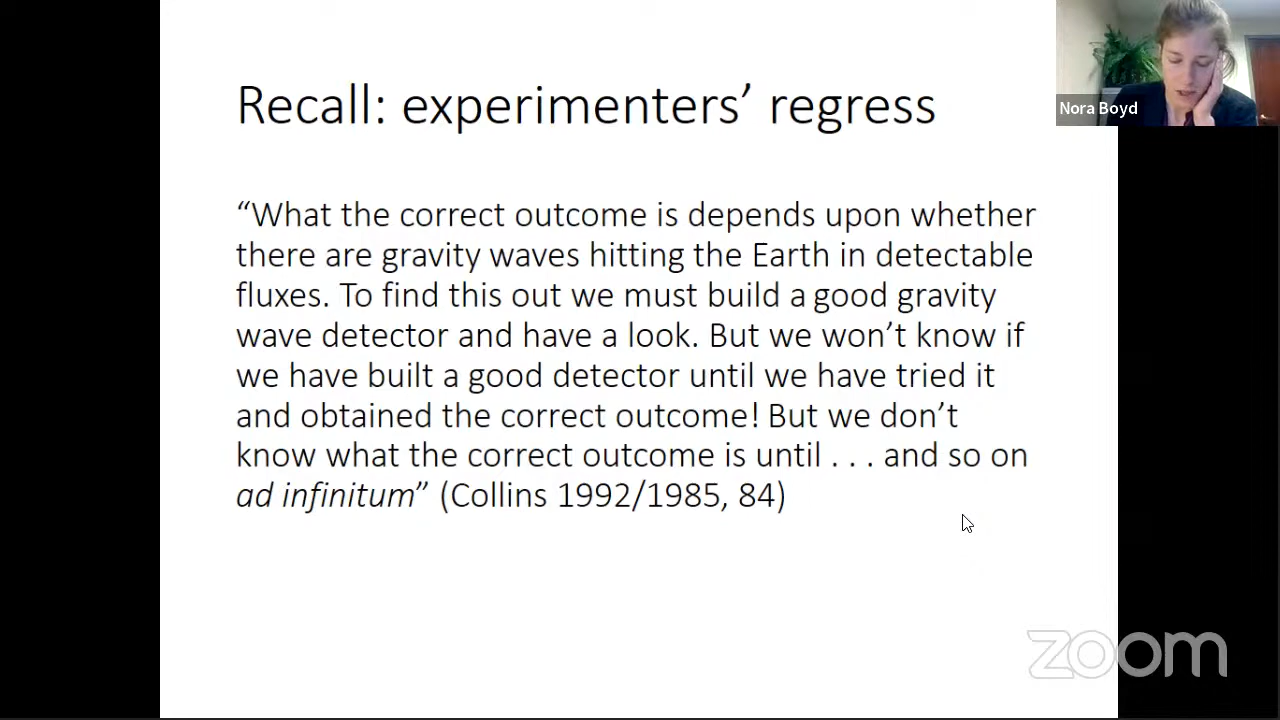 Recall: experimenters’ regress
Nora Boyd
“What the correct outcome is depends upon whether
there are gravity waves hitting the Earth in detectable
fluxes. To find this out we must build a good gravity
wave detector and have a look. But we won’t know if
we have built a good detector until we have tried it
and obtained the correct outcome! But we don’t
know what the correct outcome is until . . . and so on
ad infinitum” (Collins 1992/1985, 84)
zoom